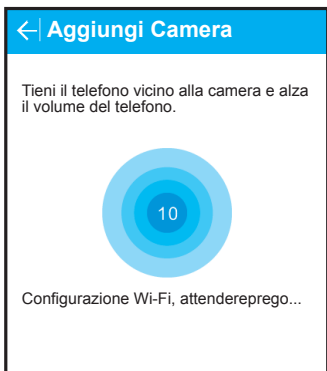 Aggiungi Camera
Tieni il telefono vicino alla camera e alza
il volume del telefono.
10
Configurazione Wi-Fi, attendereprego...